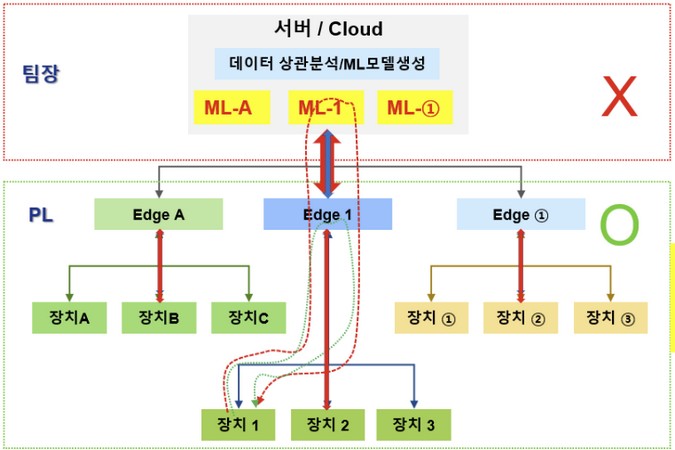 서버 / Cloud
데이터 상관분석/ML모델생성
팀장
ML-A
ML-1
ML-①
X
PL
Edge A
Edge 1
Edge ①
O
장치A
장치B
장치C
장치 ①
장치 ②
장치 ③
장치 1
장치 2
장치 3